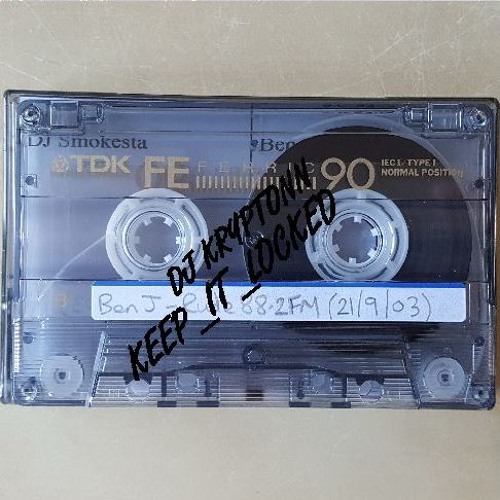 DJ Smokesta Ben
TDK FE FERRIC 90 IEC I/TYPE I
NORMAL POSITION
DJ KRYPTONN
KEEP_IT_LOCKED
Ben J - 88.2FM (21/9/03)